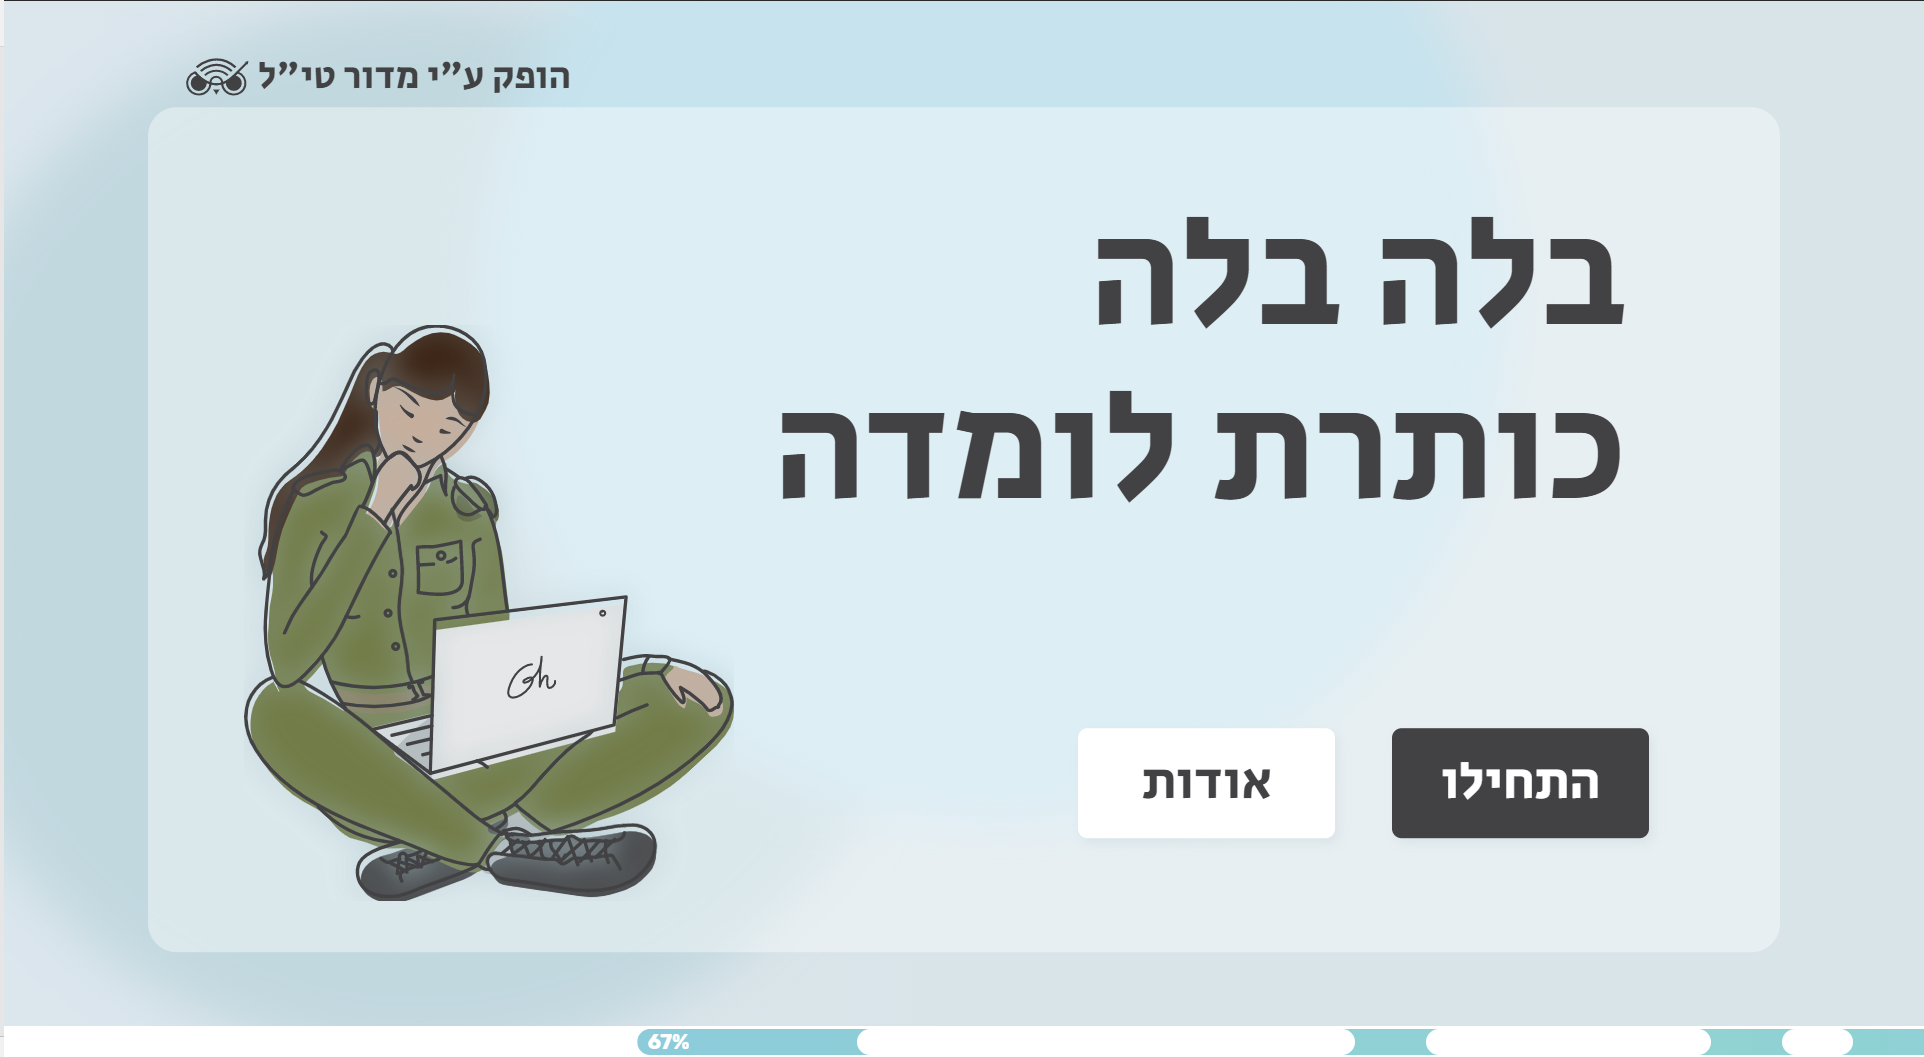 הופק ע״י מדור טי״ל
בלה בלה
כותרת לומדה
התחילו
אודות
67%